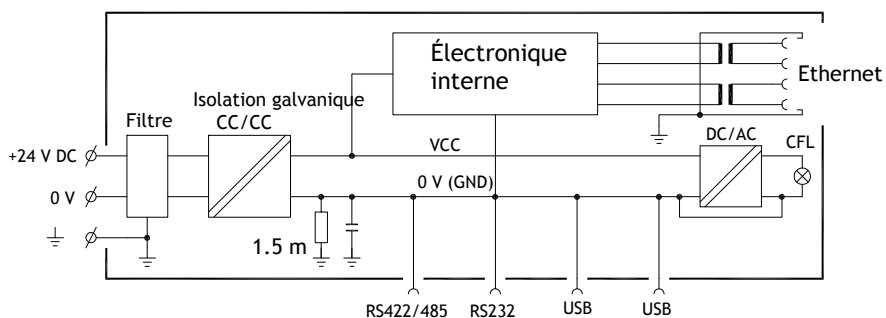 Électronique
interne
Ethernet
Isolation galvanique
CC/CC
Filtre
+24 V DC
VCC
DC/AC
CFL
0 V
0 V (GND)
1.5 m
RS422/485
RS232
USB
USB